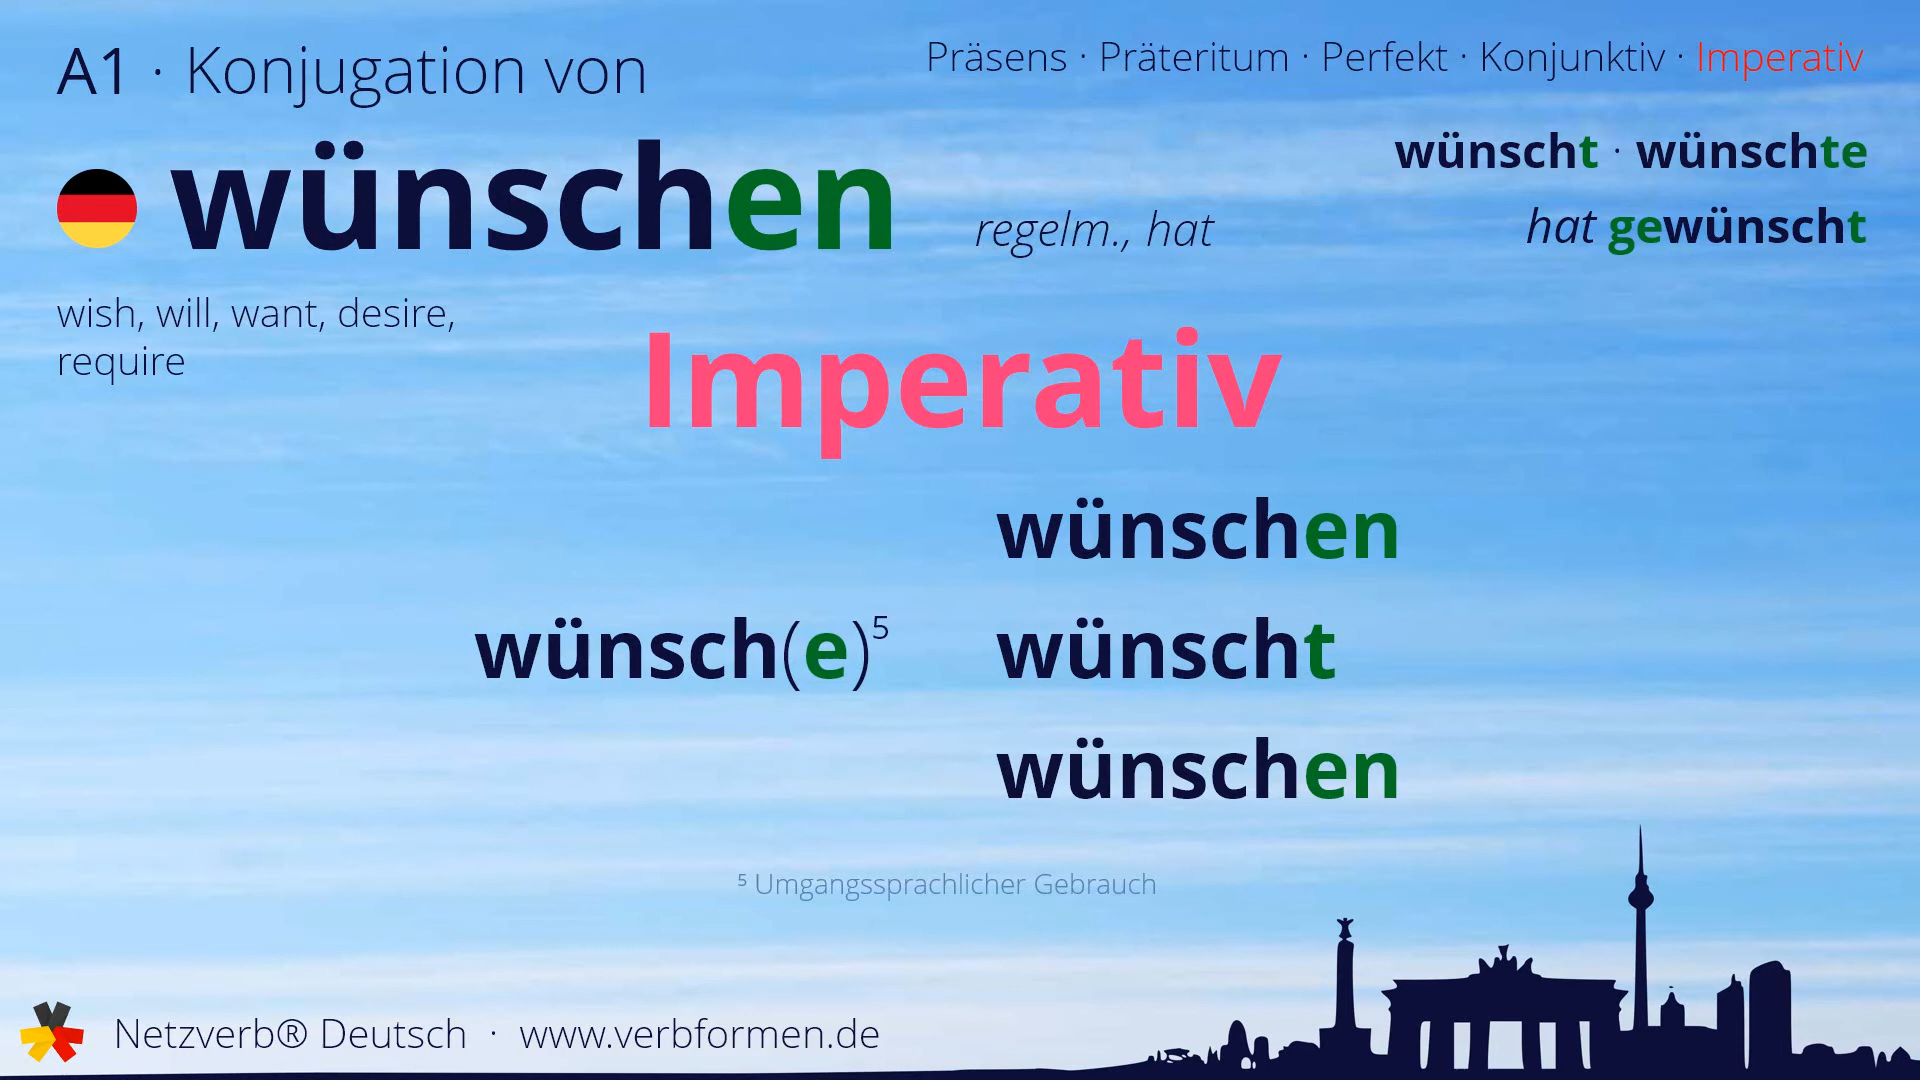 A1 · Konjugation von
Präsens · Präteritum · Perfekt · Konjunktiv · Imperativ
wünschen
regelm., hat
wünscht · wünschte
hat gewünscht
wish, will, want, desire,
require
Imperativ
wünschen
wünsch(e)⁵ wünscht
wünschen
⁵ Umgangssprachlicher Gebrauch
Netzverb® Deutsch · www.verbformen.de